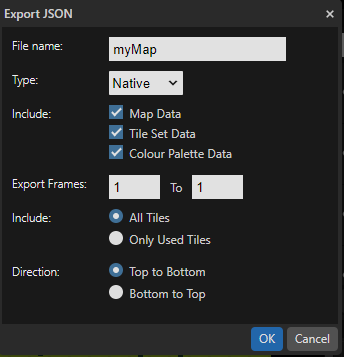 Export JSON
File name: myMap
Type: Native
Include: Map Data
Tile Set Data
Colour Palette Data
Export Frames: 1 To 1
Include: All Tiles
Only Used Tiles
Direction: Top to Bottom
Bottom to Top
OK Cancel